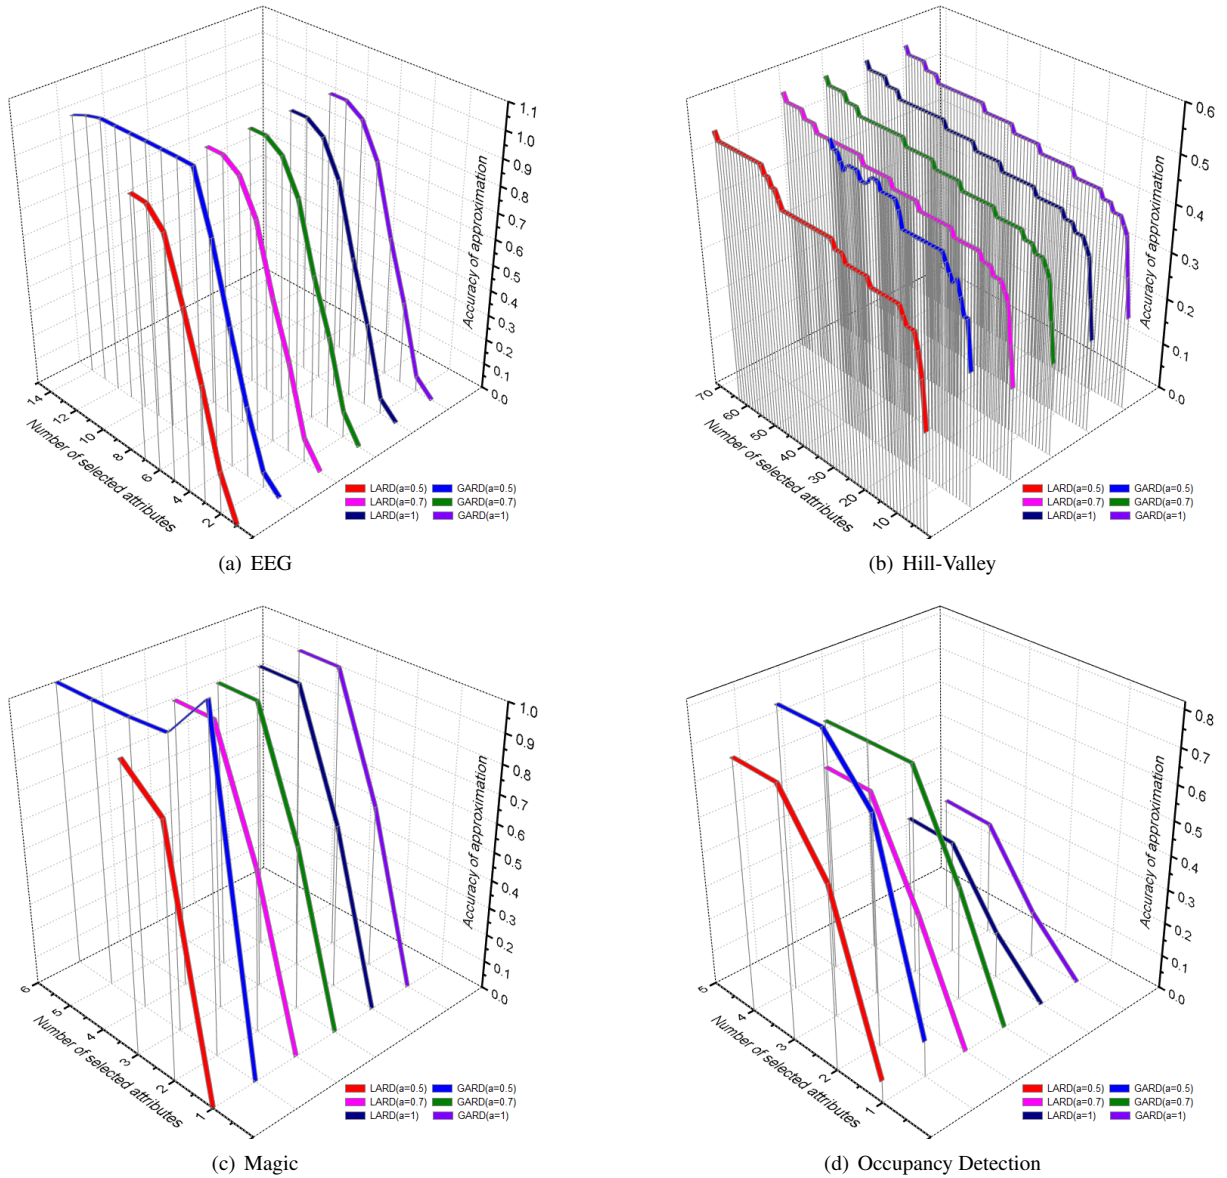 1.1
1.0
0.9
0.8
0.7
0.6
0.5
0.4
0.3
0.2
0.1
0.0
Accuracy of approximation
14
12
10
8
6
4
2
Number of selected attributes
LARD(a=0.5) GARD(a=0.5)
LARD(a=0.7) GARD(a=0.7)
LARD(a=1) GARD(a=1)
(a) EEG
0.6
0.5
0.4
0.3
0.2
0.1
0.0
Accuracy of approximation
70
60
50
40
30
20
10
Number of selected attributes
LARD(a=0.5) GARD(a=0.5)
LARD(a=0.7) GARD(a=0.7)
LARD(a=1) GARD(a=1)
(b) Hill-Valley
1.0
0.9
0.8
0.7
0.6
0.5
0.4
0.3
0.2
0.1
0.0
Accuracy of approximation
6
5
4
3
2
1
Number of selected attributes
LARD(a=0.5) GARD(a=0.5)
LARD(a=0.7) GARD(a=0.7)
LARD(a=1) GARD(a=1)
(c) Magic
0.8
0.7
0.6
0.5
0.4
0.3
0.2
0.1
0.0
Accuracy of approximation
5
4
3
2
1
Number of selected attributes
LARD(a=0.5) GARD(a=0.5)
LARD(a=0.7) GARD(a=0.7)
LARD(a=1) GARD(a=1)
(d) Occupancy Detection